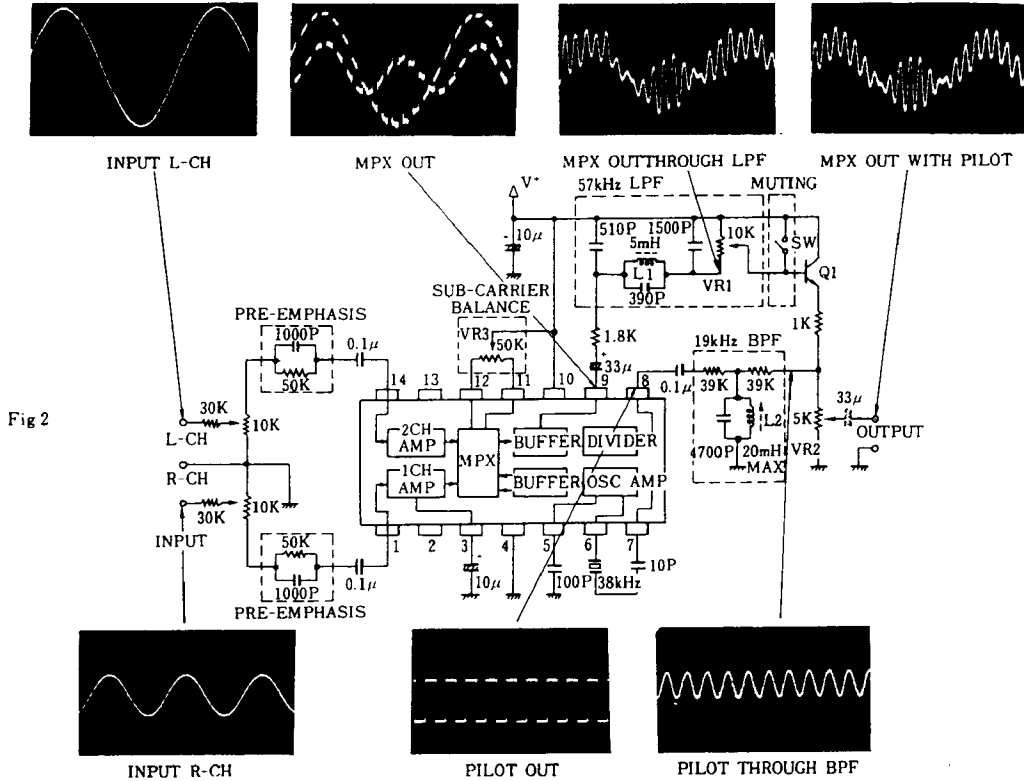 INPUT L-CH
MPX OUT
MPX OUTTHROUGH LPF
MPX OUT WITH PILOT
V+
57kHz LPF
MUTING
10μ
510P
1500P
10K
SW
5mH
L1
390P
VR1
Q1
SUB-CARRIER
BALANCE
VR3
50K
1.8K
33μ
1K
19kHz BPF
PRE-EMPHASIS
1000P
50K
0.1μ
14
13
12
11
10
9
8
0.1μ
39K
39K
Fig 2
30K
L-CH
10K
2CH
AMP
MPX
BUFFER
DIVIDER
4700P
L2
20mH
MAX
5K
VR2
33μ
OUTPUT
R-CH
1CH
AMP
BUFFER
OSC AMP
30K
10K
INPUT
50K
1000P
0.1μ
PRE-EMPHASIS
1
2
3
4
5
6
7
10μ
100P
38kHz
10P
INPUT R-CH
PILOT OUT
PILOT THROUGH BPF